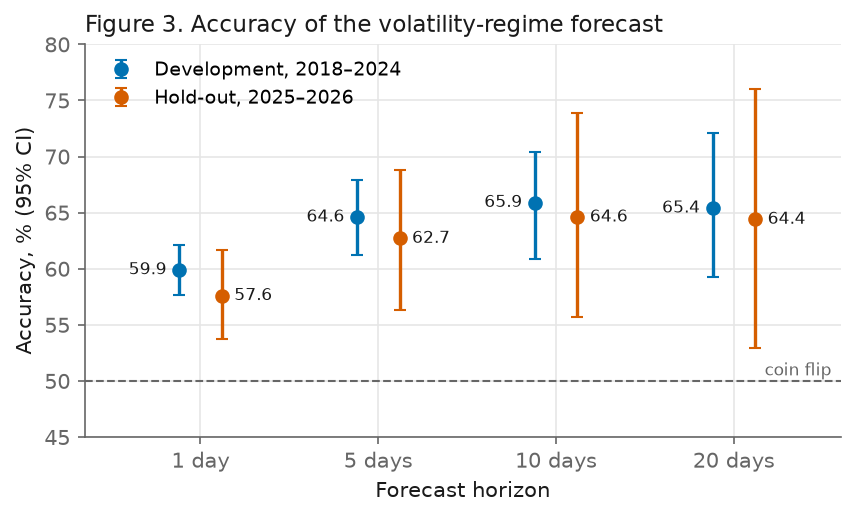 Figure 3. Accuracy of the volatility-regime forecast
Accuracy, % (95% CI)
80
75
70
65
60
55
50
45
Development, 2018–2024
Hold-out, 2025–2026
59.9
57.6
64.6
62.7
65.9
64.6
65.4
64.4
coin flip
1 day
5 days
10 days
20 days
Forecast horizon